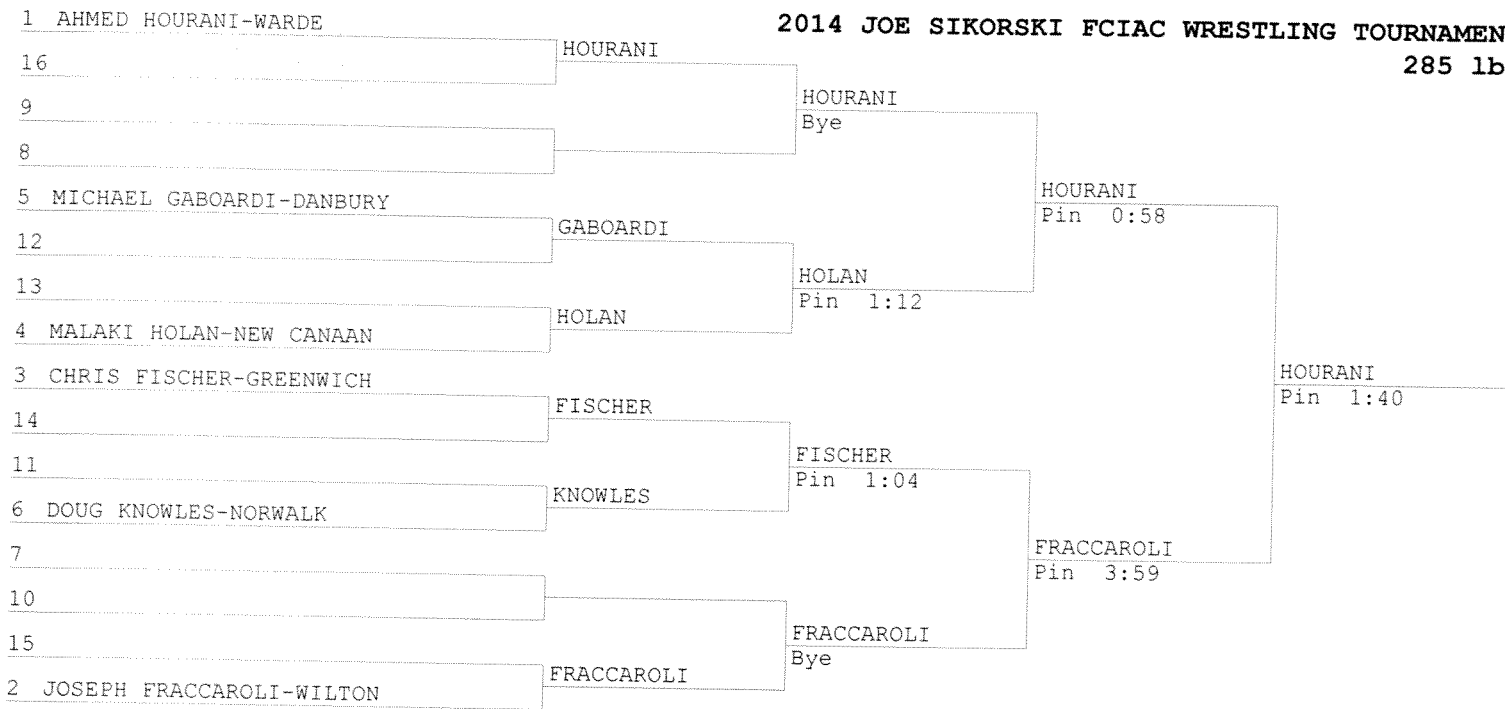 2014 JOE SIKORSKI FCIAC WRESTLING TOURNAMEN
285 lb
1 AHMED HOURANI-WARDE
HOURANI
16
HOURANI
Bye
9
8
HOURANI
Pin 0:58
5 MICHAEL GABOARDI-DANBURY
GABOARDI
12
HOLAN
Pin 1:12
13
HOLAN
4 MALAKI HOLAN-NEW CANAAN
HOURANI
Pin 1:40
3 CHRIS FISCHER-GREENWICH
FISCHER
14
FISCHER
Pin 1:04
11
KNOWLES
6 DOUG KNOWLES-NORWALK
FRACCAROLI
Pin 3:59
7
10
FRACCAROLI
Bye
15
FRACCAROLI
2 JOSEPH FRACCAROLI-WILTON